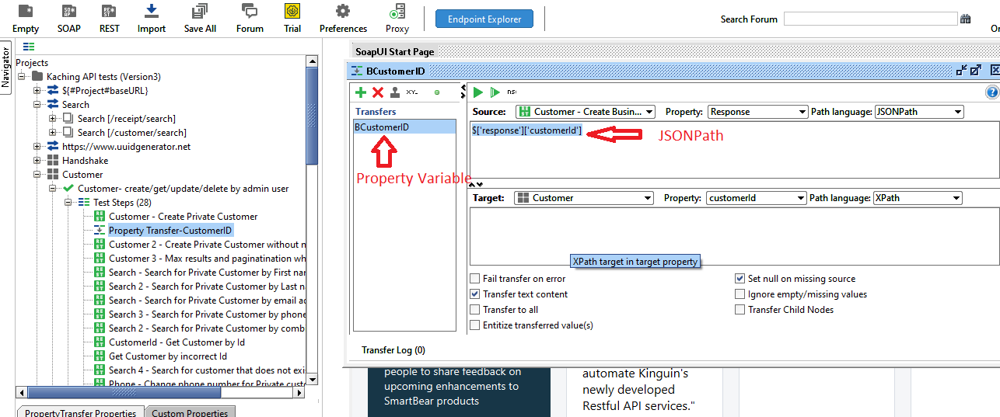 Empty SOAP REST Import Save All Forum Trial Preferences Proxy Endpoint Explorer Search Forum
Navigator
Projects
Kaching API tests (Version3)
${#Project#baseURL}
Search
Search [/receipt/search]
Search [/customer/search]
https://www.uuidgenerator.net
Handshake
Customer
Customer- create/get/update/delete by admin user
Test Steps (28)
Customer - Create Private Customer
Property Transfer-CustomerID
Customer 2 - Create Private Customer without
Customer 3 - Max results and paginatination
Search - Search for Private Customer by First
Search 2 - Search for Private Customer by Last
Search - Search for Private Customer by email
Search 3 - Search for Private Customer by phone
Search 2 - Search for Private Customer by
CustomerId - Get Customer by Id
Get Customer by incorrect Id
Search 4 - Search for customer that does not
Phone - Change phone number for Private
PropertyTransfer Properties Custom Properties
SoapUI Start Page
BCustomerID
XY= ns:
Transfers
BCustomerID
Property Variable
Source: Customer - Create Busin... Property: Response Path language: JSONPath
$['response']['customerId']
JSONPath
Target: Customer Property: customerId Path language: XPath
XPath target in target property
Fail transfer on error Set null on missing source
Transfer text content Ignore empty/missing values
Transfer to all Transfer Child Nodes
Entitize transferred value(s)
Transfer Log (0)
people to share feedback on
upcoming enhancements to
SmartBear products
automate Kinguin's
newly developed
Restful API services."